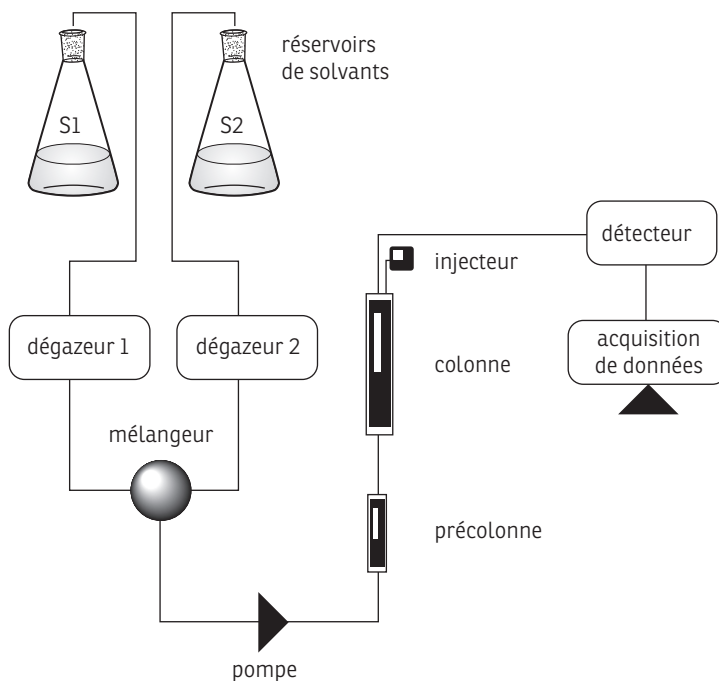 réservoirs
de solvants
S1
S2
détecteur
injecteur
dégazeur 1
dégazeur 2
colonne
acquisition
de données
mélangeur
précolonne
pompe